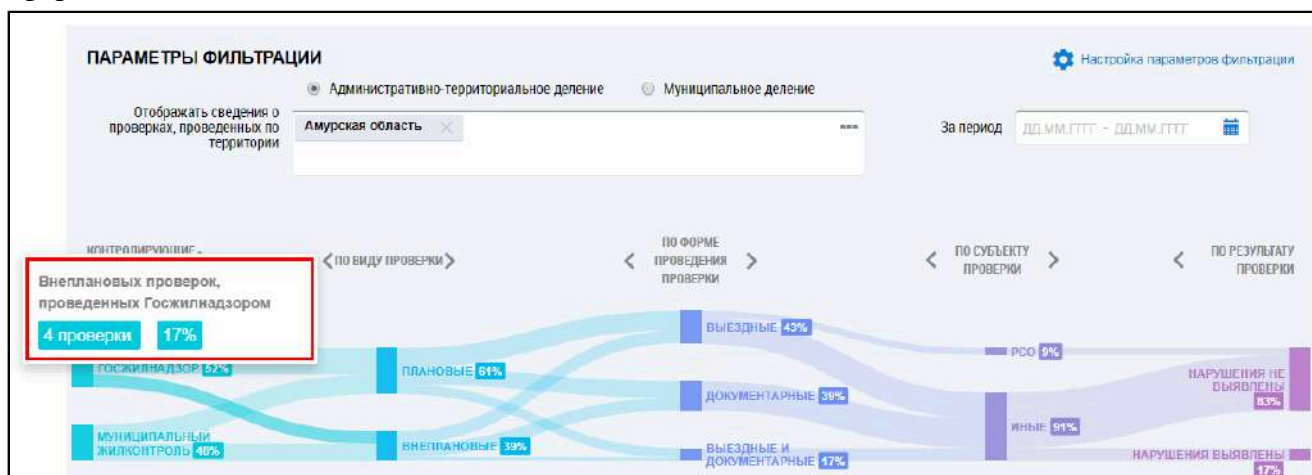 ПАРАМЕТРЫ ФИЛЬТРАЦИИ
Настройка параметров фильтрации
Административно-территориальное деление
Муниципальное деление
Отображать сведения о
проверках, проведенных по
территории
Амурская область
За период
ДД.ММ.ГГГГ - ДД.ММ.ГГГГ
КОНТРОЛИРУЮЩИЕ
ПО ВИДУ ПРОВЕРКИ
ПО ФОРМЕ
ПРОВЕДЕНИЯ
ПРОВЕРКИ
ПО СУБЪЕКТУ
ПРОВЕРКИ
ПО РЕЗУЛЬТАТУ
ПРОВЕРКИ
Внеплановых проверок,
проведенных Госжилнадзором
4 проверки 17%
ГОСЖИЛНАДЗОР 52%
МУНИЦИПАЛЬНЫЙ
ЖИЛКОНТРОЛЬ 48%
ПЛАНОВЫЕ 61%
ВНЕПЛАНОВЫЕ 39%
ВЫЕЗДНЫЕ 43%
ДОКУМЕНТАРНЫЕ 39%
ВЫЕЗДНЫЕ И
ДОКУМЕНТАРНЫЕ 17%
РСО 9%
ИНЫЕ 91%
НАРУШЕНИЯ НЕ
ВЫЯВЛЕНЫ
83%
НАРУШЕНИЯ ВЫЯВЛЕНЫ
17%